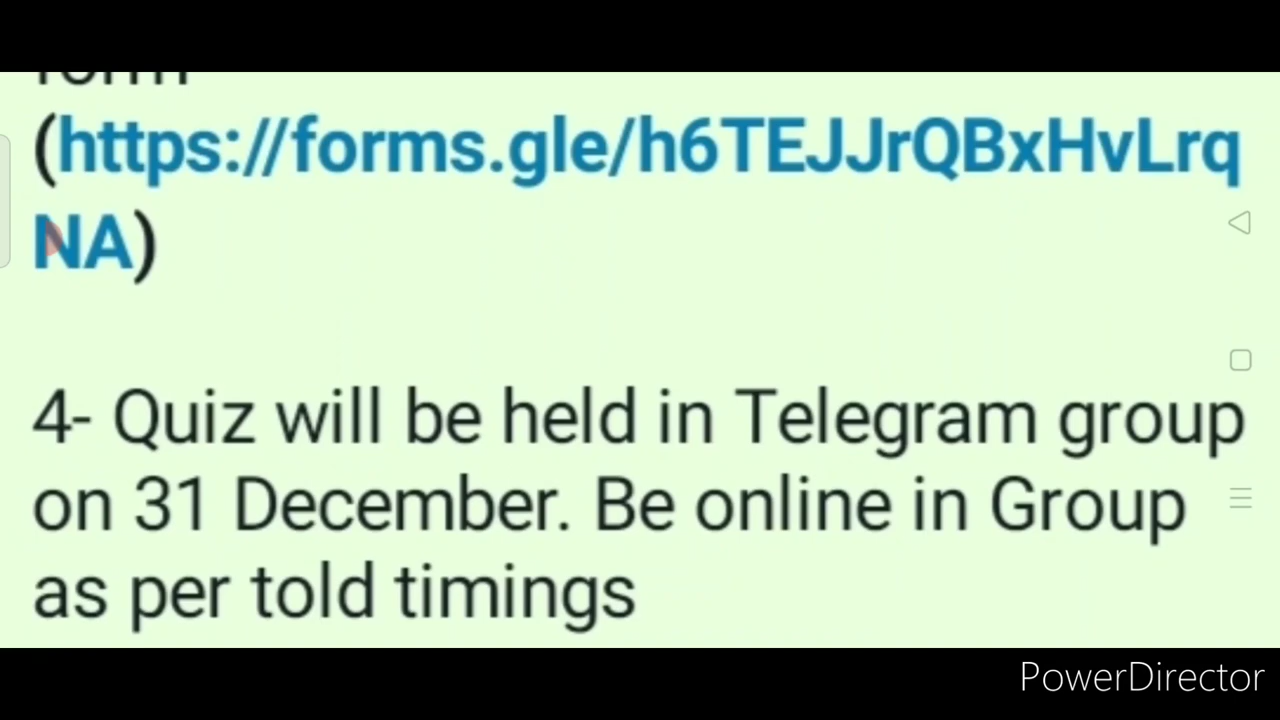 form
(https://forms.gle/h6TEJJrQBxHvLrq
NA)
4- Quiz will be held in Telegram group
on 31 December. Be online in Group
as per told timings
PowerDirector